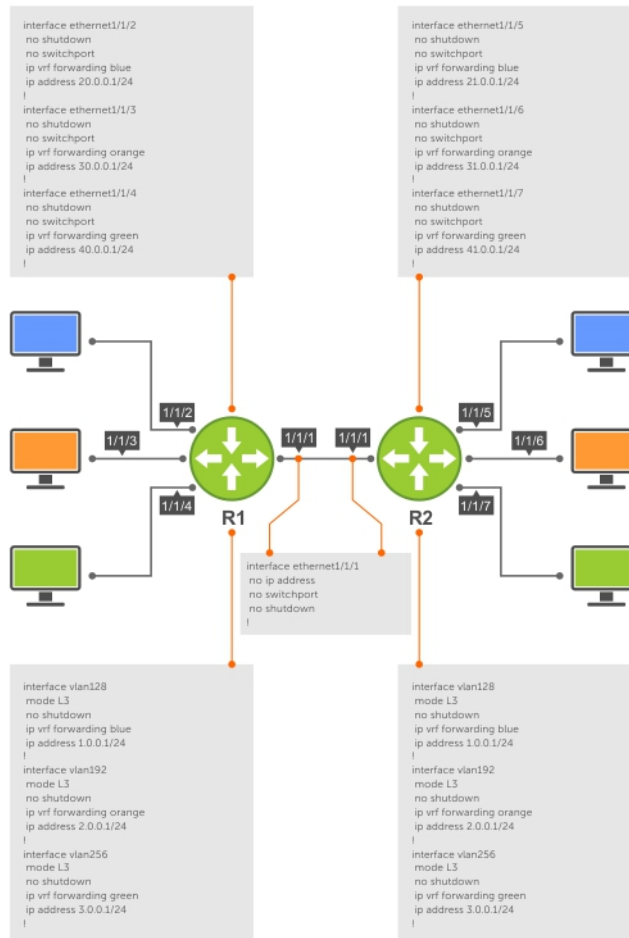 interface ethernet1/1/2
no shutdown
no switchport
ip vrf forwarding blue
ip address 20.0.0.1/24
!
interface ethernet1/1/3
no shutdown
no switchport
ip vrf forwarding orange
ip address 30.0.0.1/24
!
interface ethernet1/1/4
no shutdown
no switchport
ip vrf forwarding green
ip address 40.0.0.1/24
!
interface ethernet1/1/5
no shutdown
no switchport
ip vrf forwarding blue
ip address 21.0.0.1/24
!
interface ethernet1/1/6
no shutdown
no switchport
ip vrf forwarding orange
ip address 31.0.0.1/24
!
interface ethernet1/1/7
no shutdown
no switchport
ip vrf forwarding green
ip address 41.0.0.1/24
!
1/1/2
1/1/3
1/1/4
1/1/1
1/1/1
1/1/5
1/1/6
1/1/7
R1
R2
interface ethernet1/1/1
no ip address
no switchport
no shutdown
!
interface vlan128
mode L3
no shutdown
ip vrf forwarding blue
ip address 1.0.0.1/24
!
interface vlan192
mode L3
no shutdown
ip vrf forwarding orange
ip address 2.0.0.1/24
!
interface vlan256
mode L3
no shutdown
ip vrf forwarding green
ip address 3.0.0.1/24
!
interface vlan128
mode L3
no shutdown
ip vrf forwarding blue
ip address 1.0.0.1/24
!
interface vlan192
mode L3
no shutdown
ip vrf forwarding orange
ip address 2.0.0.1/24
!
interface vlan256
mode L3
no shutdown
ip vrf forwarding green
ip address 3.0.0.1/24
!